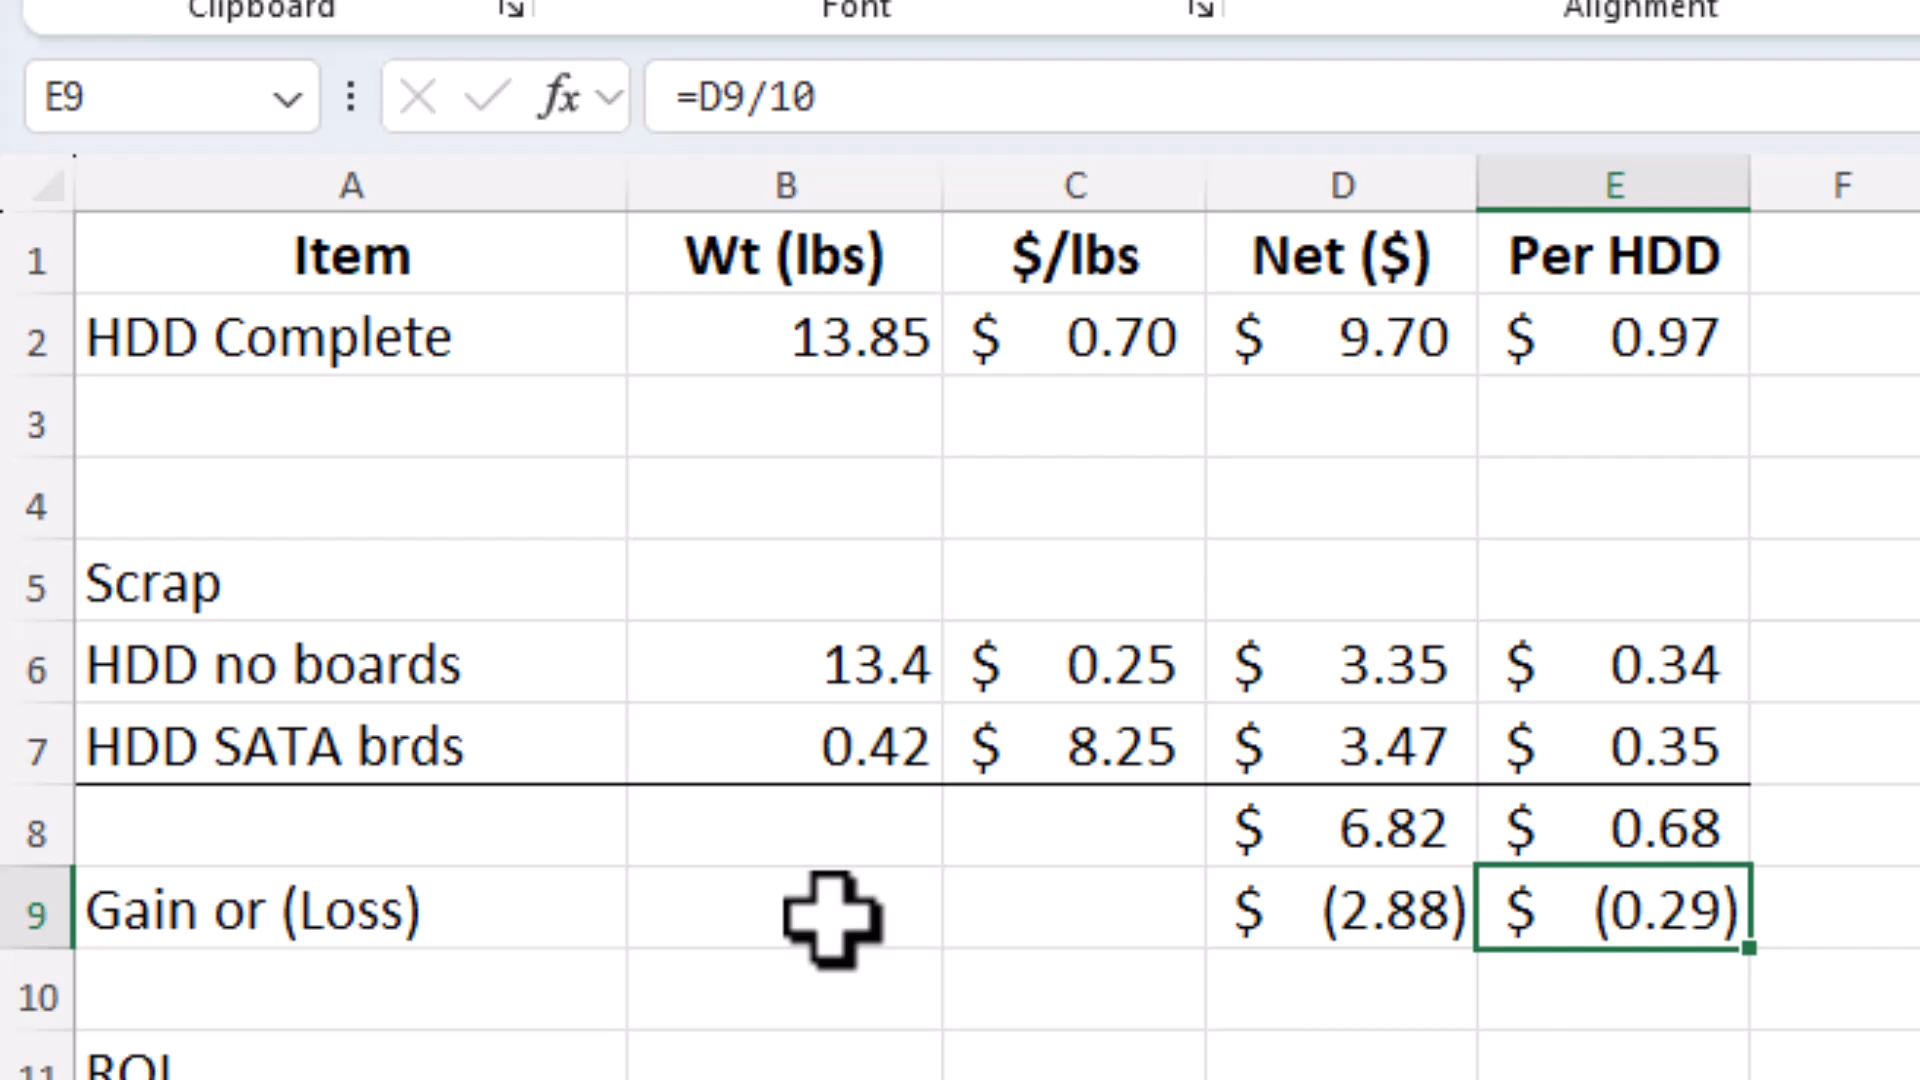 Clipboard Font Alignment
E9 fx =D9/10
A B C D E F
1 Item Wt (lbs) $/lbs Net ($) Per HDD
2 HDD Complete 13.85 $ 0.70 $ 9.70 $ 0.97
3
4
5 Scrap
6 HDD no boards 13.4 $ 0.25 $ 3.35 $ 0.34
7 HDD SATA brds 0.42 $ 8.25 $ 3.47 $ 0.35
8 $ 6.82 $ 0.68
9 Gain or (Loss) $ (2.88) $ (0.29)
10
11 ROI